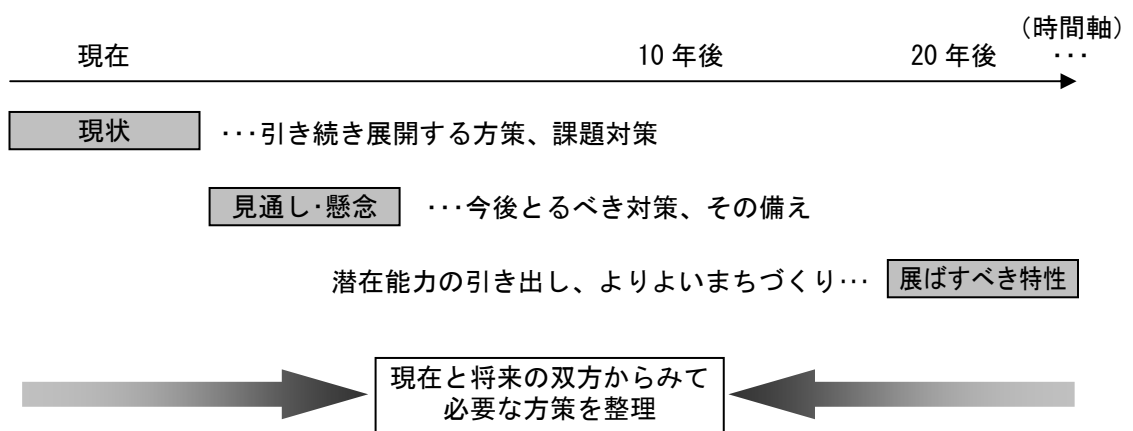 （時間軸）
現在 10年後 20年後 ･･･
現状 ･･･引き続き展開する方策、課題対策
見通し･懸念 ･･･今後とるべき対策、その備え
潜在能力の引き出し、よりよいまちづくり･･･ 展ばすべき特性
現在と将来の双方からみて
必要な方策を整理